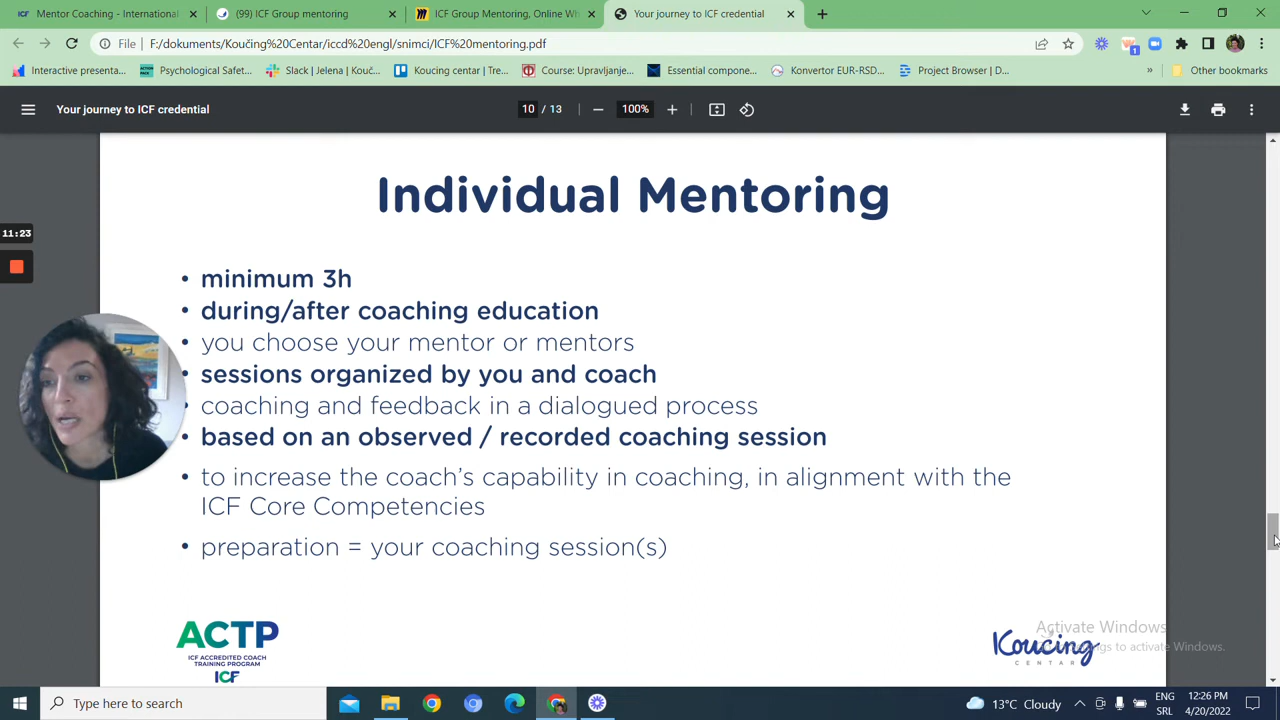 Mentor Coaching - International
(99) ICF Group mentoring
ICF Group Mentoring, Online Wh
Your journey to ICF credential
File
F:/dokuments/Koučing%20Centar/iccd%20engl/snimci/ICF%20mentoring.pdf
Interactive presenta...
Psychological Safet...
Slack | Jelena | Kouč...
Koucing centar | Tre...
Course: Upravljanje...
Essential compone...
Konvertor EUR-RSD...
Project Browser | D...
»
Other bookmarks
Your journey to ICF credential
10 / 13
100%
Individual Mentoring
11:23
• minimum 3h
• during/after coaching education
• you choose your mentor or mentors
• sessions organized by you and coach
• coaching and feedback in a dialogued process
• based on an observed / recorded coaching session
• to increase the coach's capability in coaching, in alignment with the
ICF Core Competencies
• preparation = your coaching session(s)
ACTP
ICF ACCREDITED COACH
TRAINING PROGRAM
ICF
Koucing
CENTAR
Activate Windows
to activate Windows.
Type here to search
13°C Cloudy
ENG
SRL
12:26 PM
4/20/2022